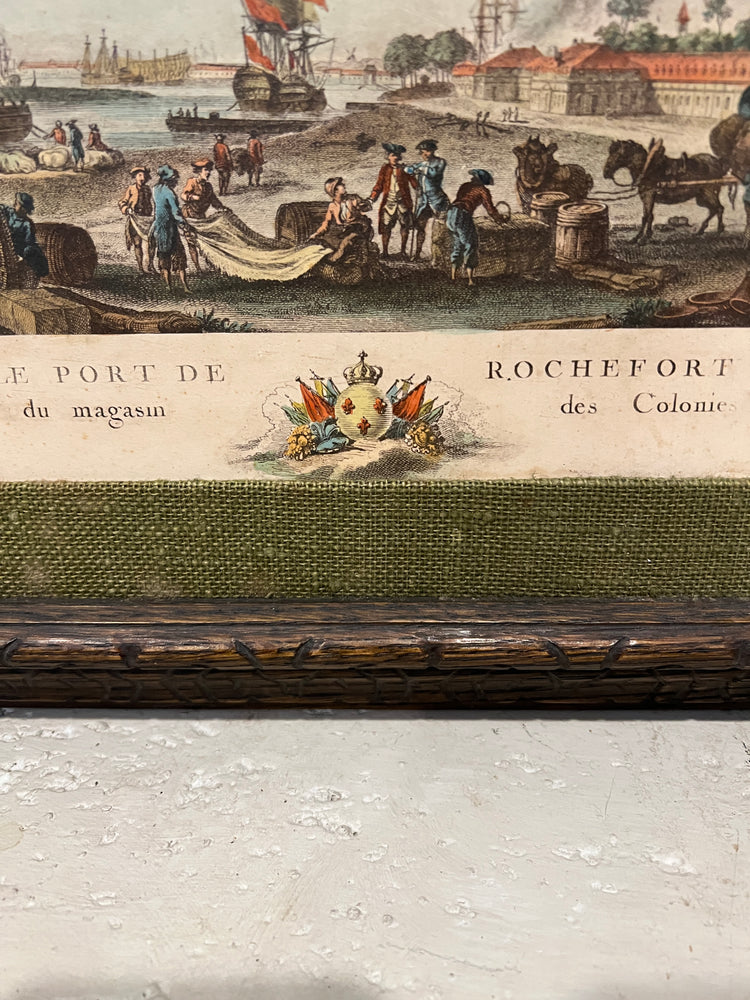 LE PORT DE ROCHEFORT
du magasin des Colonies